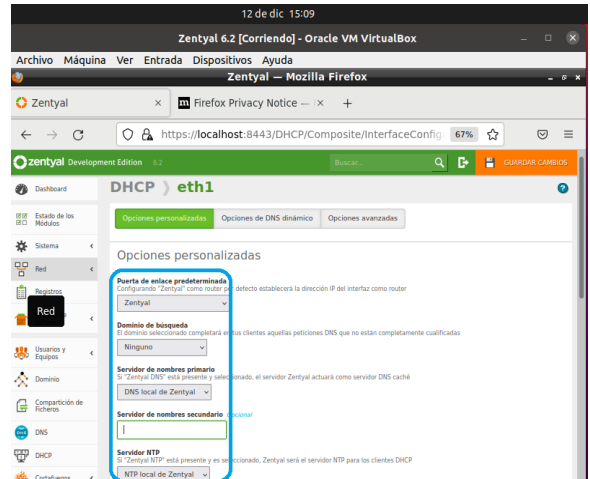 12 de dic 15:09
Zentyal 6.2 [Corriendo] - Oracle VM VirtualBox
Archivo Máquina Ver Entrada Dispositivos Ayuda
Zentyal — Mozilla Firefox
Zentyal
Firefox Privacy Notice —
https://localhost:8443/DHCP/Composite/InterfaceConfig
67%
zentyal Development Edition 6.2
Buscar...
GUARDAR CAMBIOS
Dashboard
DHCP eth1
Estado de los Módulos
Opciones personalizadas Opciones de DNS dinámico Opciones avanzadas
Sistema
Opciones personalizadas
Red
Puerta de enlace predeterminada
Configurando "Zentyal" como router por defecto establecerá la dirección IP del interfaz como router
Registros
Zentyal
Red
Dominio de búsqueda
El dominio seleccionado completará en tus clientes aquellas peticiones DNS que no están completamente cualificadas
Usuarios y Equipos
Ninguno
Servidor de nombres primario
Si "Zentyal DNS" está presente y seleccionado, el servidor Zentyal actuará como servidor DNS caché
Dominio
DNS local de Zentyal
Compartición de Ficheros
Servidor de nombres secundario Opcional
DNS
Servidor NTP
Si "Zentyal NTP" está presente y es seleccionado, Zentyal será el servidor NTP para los clientes DHCP
DHCP
NTP local de Zentyal
Cortafuegos